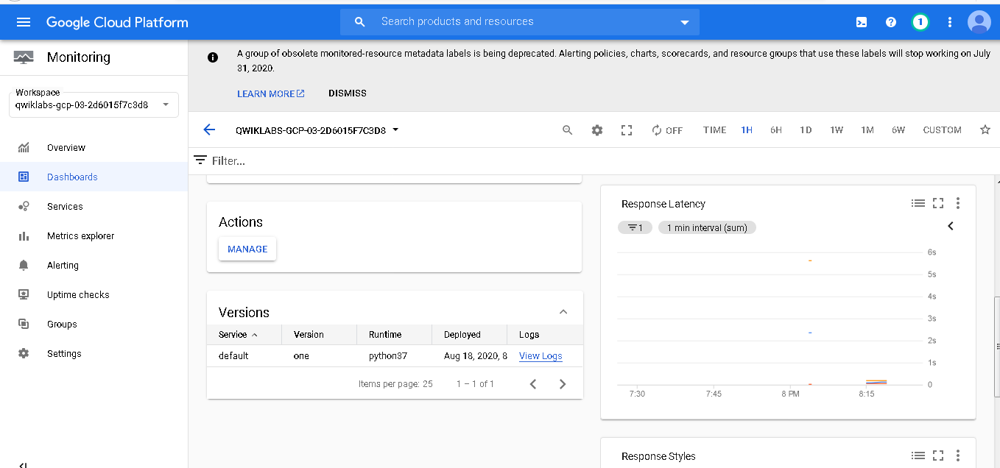 Google Cloud Platform
Search products and resources
1
Monitoring
A group of obsolete monitored-resource metadata labels is being deprecated. Alerting policies, charts, scorecards, and resource groups that use these labels will stop working on July
31, 2020.
LEARN MORE
DISMISS
Workspace
qwiklabs-gcp-03-2d6015f7c3d8
QWIKLABS-GCP-03-2D6015F7C3D8
OFF
TIME 1H 6H 1D 1W 1M 6W CUSTOM
Filter...
Overview
Dashboards
Services
Metrics explorer
Alerting
Uptime checks
Groups
Settings
Actions
MANAGE
Versions
Service Version Runtime Deployed Logs
default one python37 Aug 18, 2020, 8 View Logs
Items per page: 25 1 – 1 of 1
Response Latency
1 1 min interval (sum)
6s
5s
4s
3s
2s
1s
0
7:30 7:45 8 PM 8:15
Response Styles